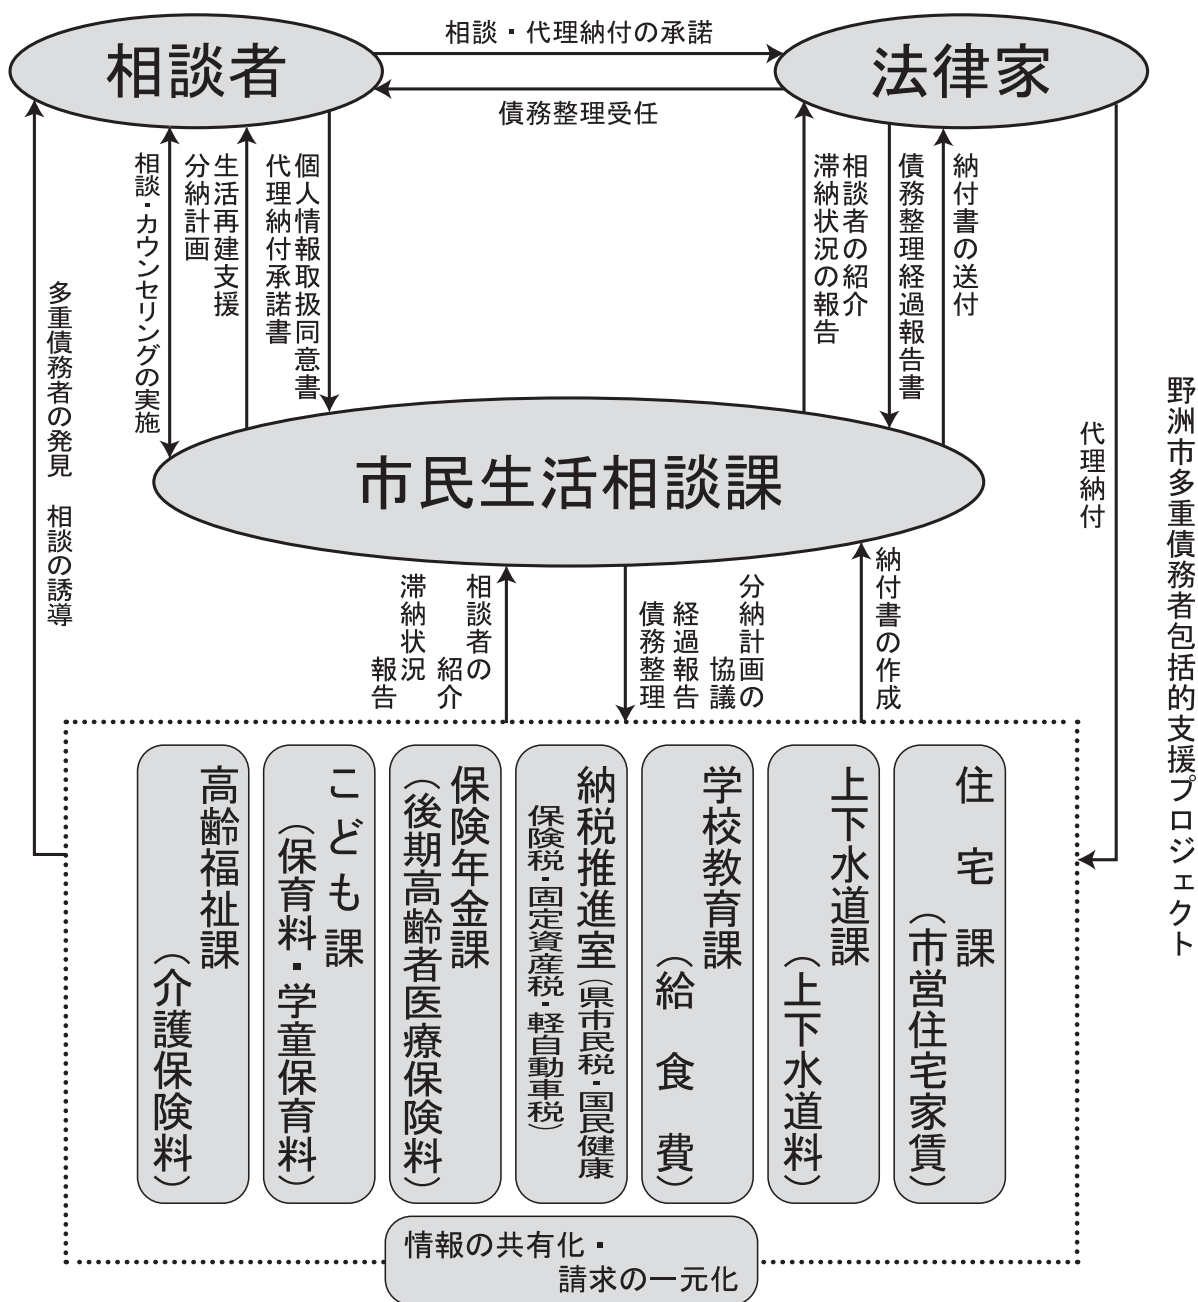 相談者
法律家
相談・代理納付の承諾
債務整理受任
野洲市多重債務者包括的支援プロジェクト
代理納付
納付書の送付
債務整理経過報告書
相談者の紹介
滞納状況の報告
個人情報取扱同意書
代理納付承諾書
生活再建支援
分納計画
相談・カウンセリングの実施
多重債務者の発見 相談の誘導
市民生活相談課
納付書の作成
分納計画の
協議
経過報告
債務整理
相談者の
紹介
滞納状況
報告
住宅課
(市営住宅家賃)
上下水道課
(上下水道料)
学校教育課
(給食費)
納税推進室(県市民税・国民健康
保険税・固定資産税・軽自動車税)
保険年金課
(後期高齢者医療保険料)
こども課
(保育料・学童保育料)
高齢福祉課
(介護保険料)
情報の共有化・
請求の一元化